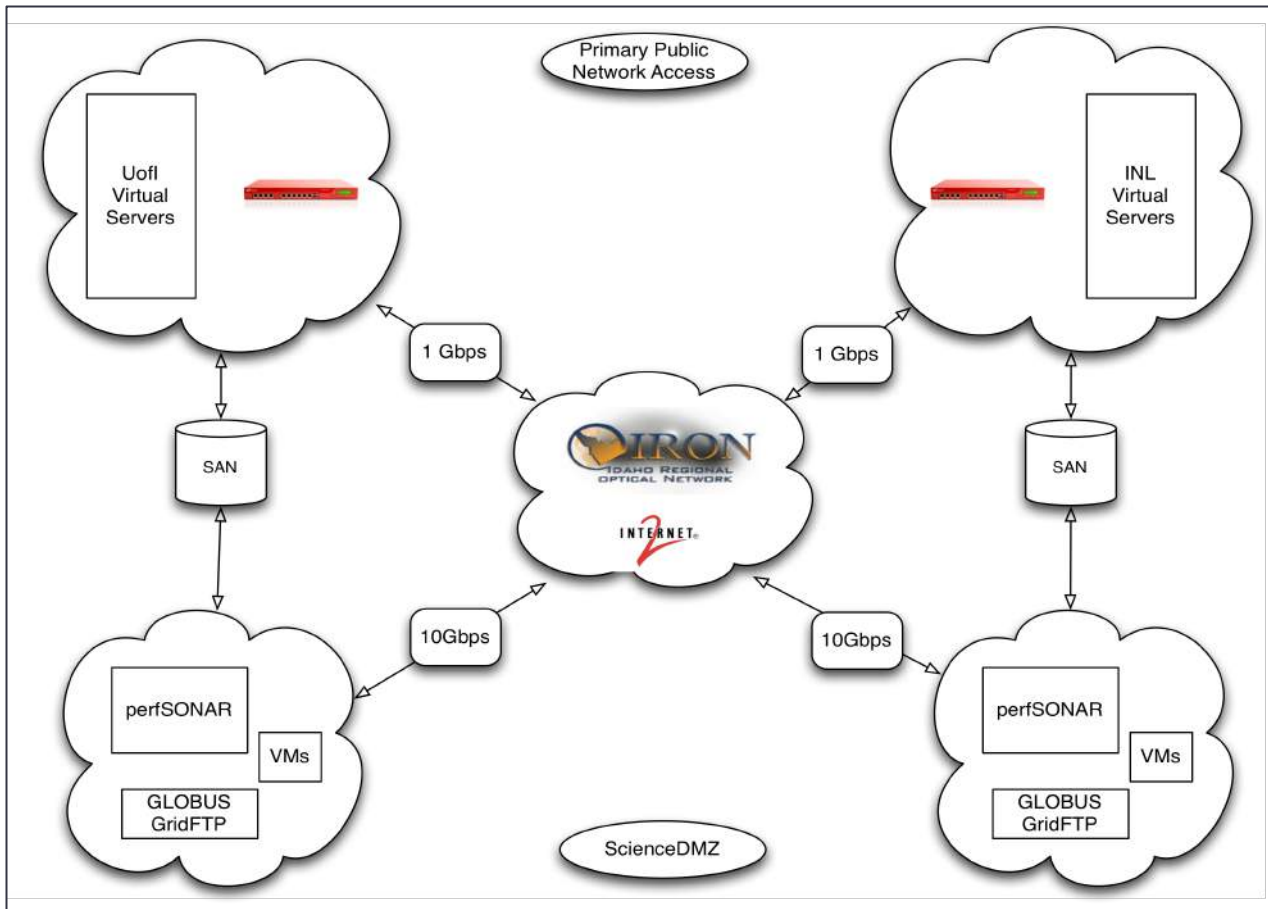 Primary Public
Network Access
UofI
Virtual
Servers
INL
Virtual
Servers
1 Gbps
1 Gbps
IRON
IDAHO REGIONAL
OPTICAL NETWORK
INTERNET®
2
SAN
SAN
10Gbps
10Gbps
perfSONAR
VMs
GLOBUS
GridFTP
perfSONAR
VMs
GLOBUS
GridFTP
ScienceDMZ